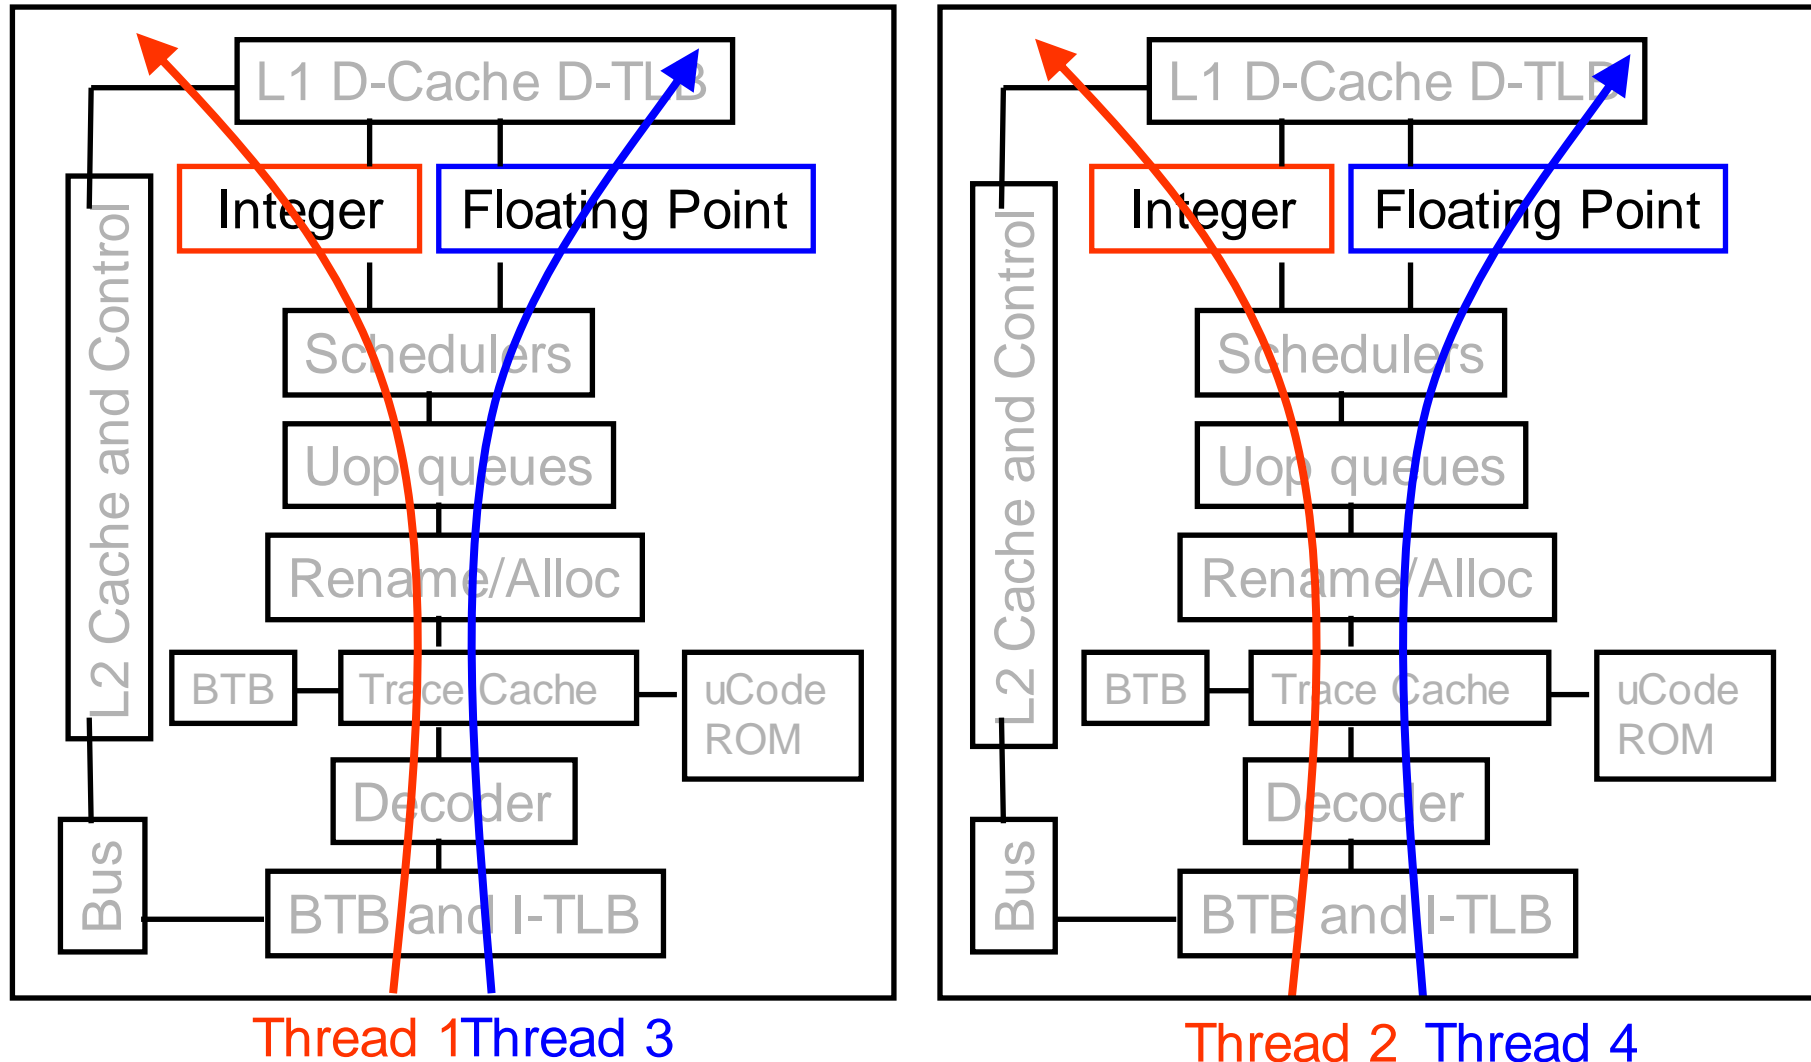 L1 D-Cache D-TLB
Integer
Floating Point
L2 Cache and Control
Schedulers
Uop queues
Rename/Alloc
BTB
Trace Cache
uCode
ROM
Decoder
Bus
BTB and I-TLB
Thread 1
Thread 3
L1 D-Cache D-TLB
Integer
Floating Point
L2 Cache and Control
Schedulers
Uop queues
Rename/Alloc
BTB
Trace Cache
uCode
ROM
Decoder
Bus
BTB and I-TLB
Thread 2
Thread 4